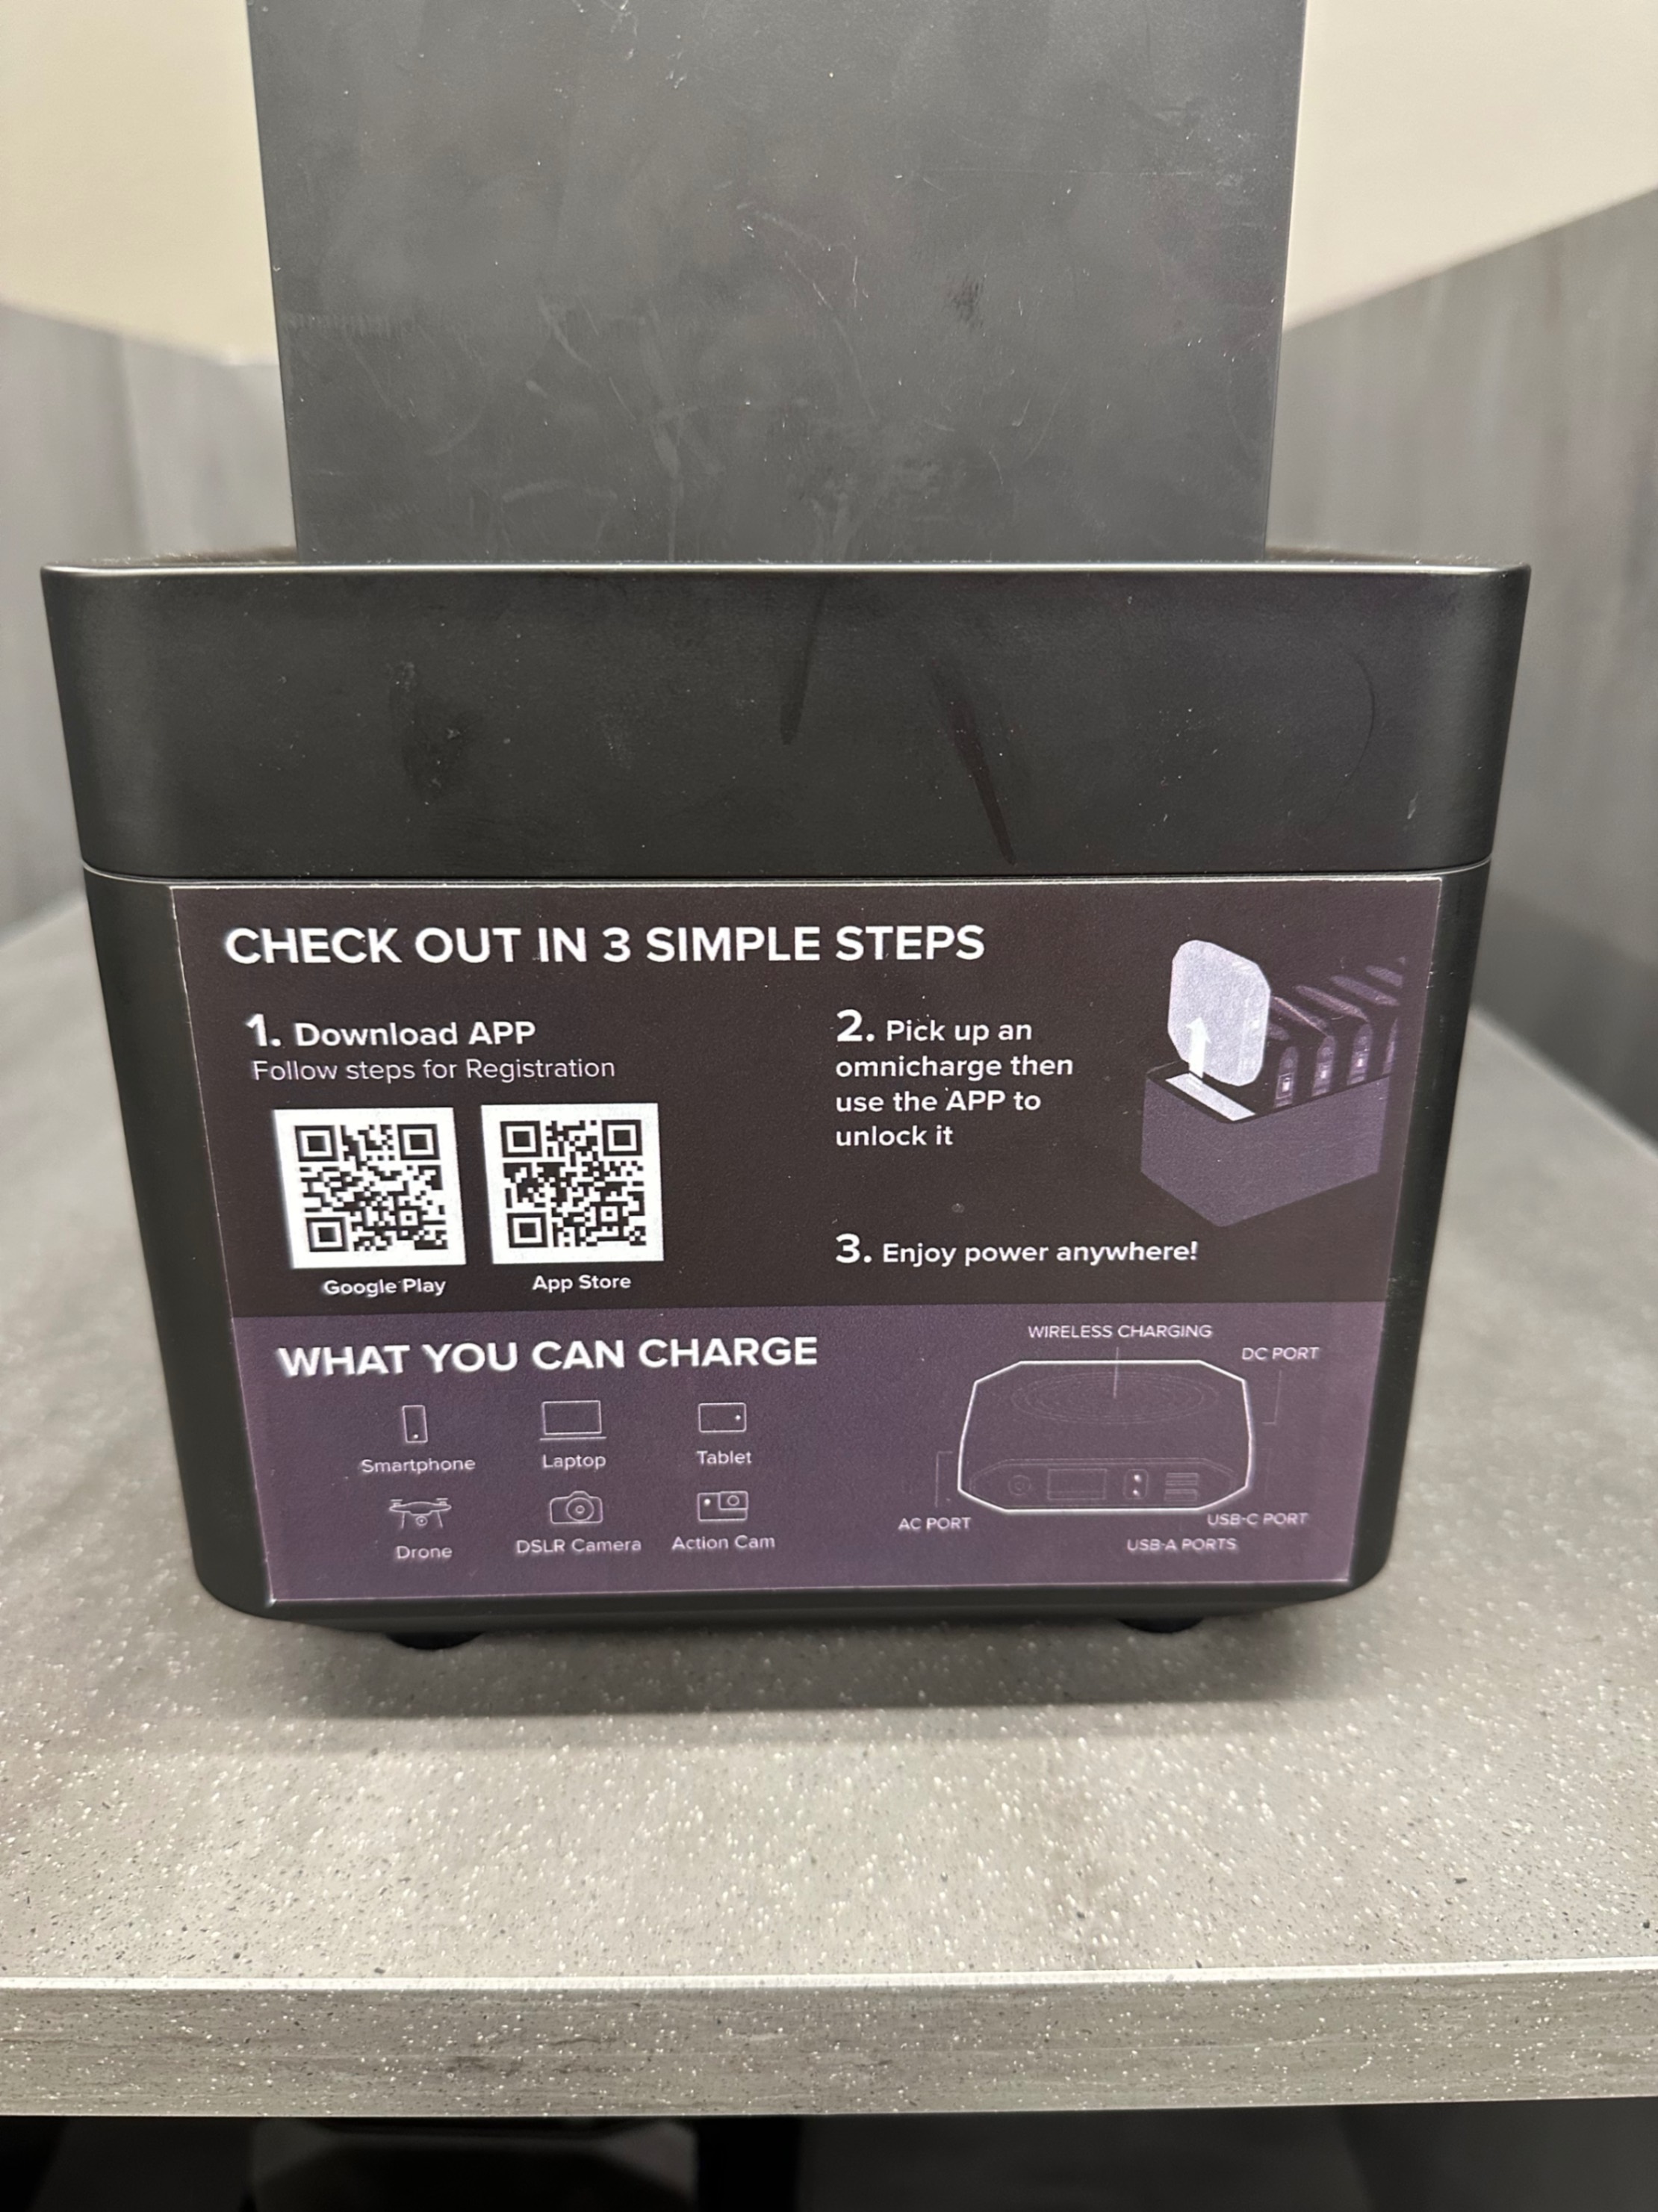 CHECK OUT IN 3 SIMPLE STEPS
1. Download APP
Follow steps for Registration
Google Play
App Store
2. Pick up an
omnicharge then
use the APP to
unlock it
3. Enjoy power anywhere!
WHAT YOU CAN CHARGE
Smartphone
Laptop
Tablet
Drone
DSLR Camera
Action Cam
WIRELESS CHARGING
DC PORT
AC PORT
USB-C PORT
USB-A PORTS